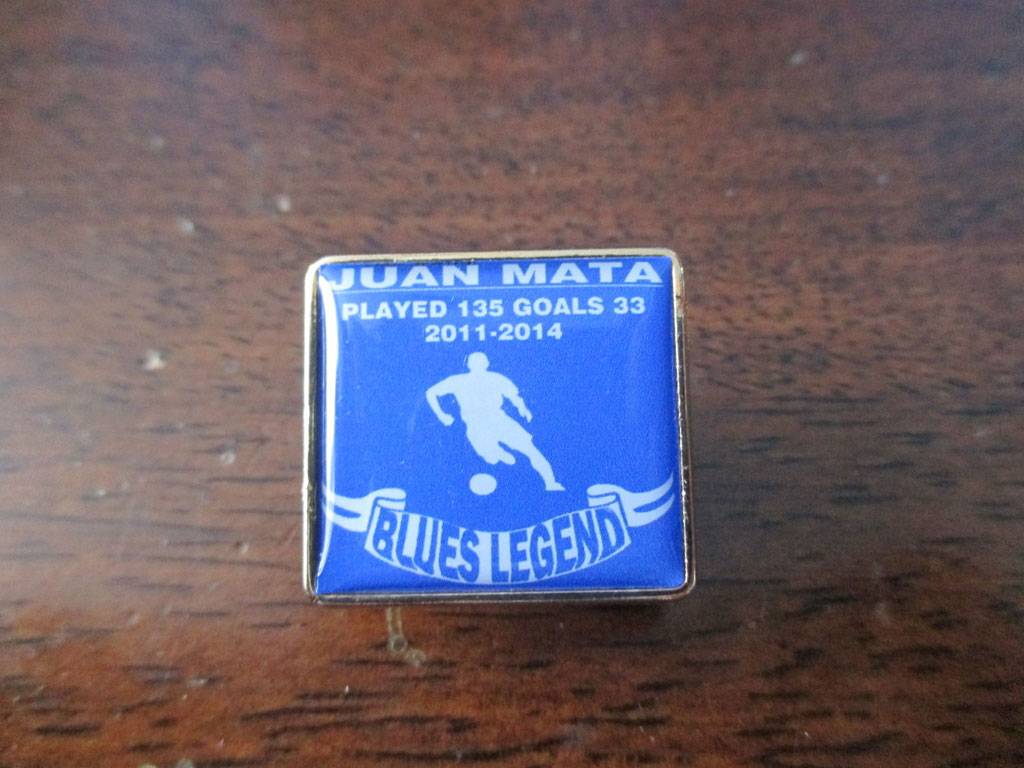 JUAN MATA
PLAYED 135 GOALS 33
2011-2014
BLUES LEGEND